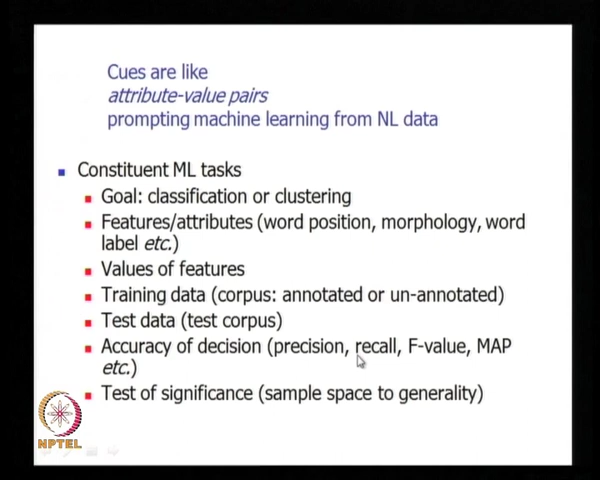 Cues are like
attribute-value pairs
prompting machine learning from NL data
Constituent ML tasks
Goal: classification or clustering
Features/attributes (word position, morphology, word
label etc.)
Values of features
Training data (corpus: annotated or un-annotated)
Test data (test corpus)
Accuracy of decision (precision, recall, F-value, MAP
etc.)
Test of significance (sample space to generality)
NPTEL